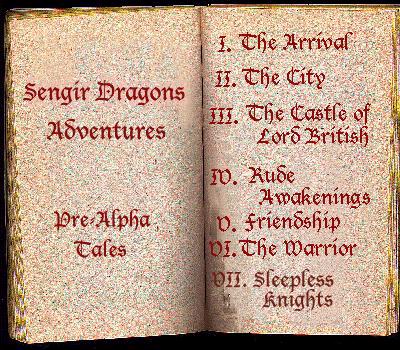 Sengir Dragons
Adventures
Pre-Alpha
Tales
I. The Arrival
II. The City
III. The Castle of
Lord British
IV. Rude
Awakenings
V. Friendship
VI. The Warrior
VII. Sleepless
Knights